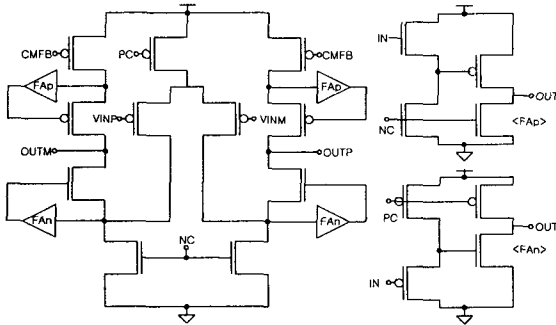 CMFB
PC
CMFB
IN
FAp
FAp
VINP
VINM
OUT
NC
<FAp>
OUTM
OUTP
PC
FAn
FAn
OUT
NC
<FAn>
IN